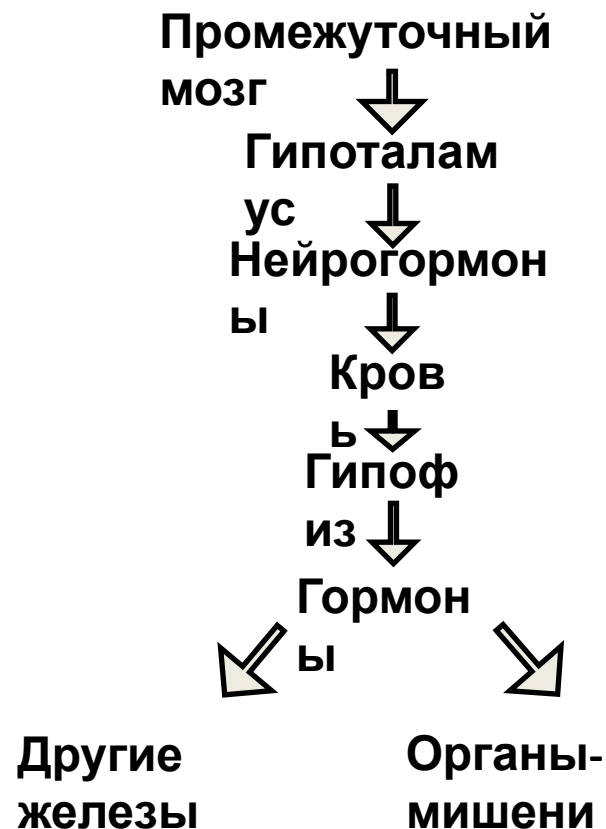 Промежуточный
мозг
Гипоталам
ус
Нейрогормон
ы
Кров
ь
Гипоф
из
Гормон
ы
Другие
железы
Органы-
мишени